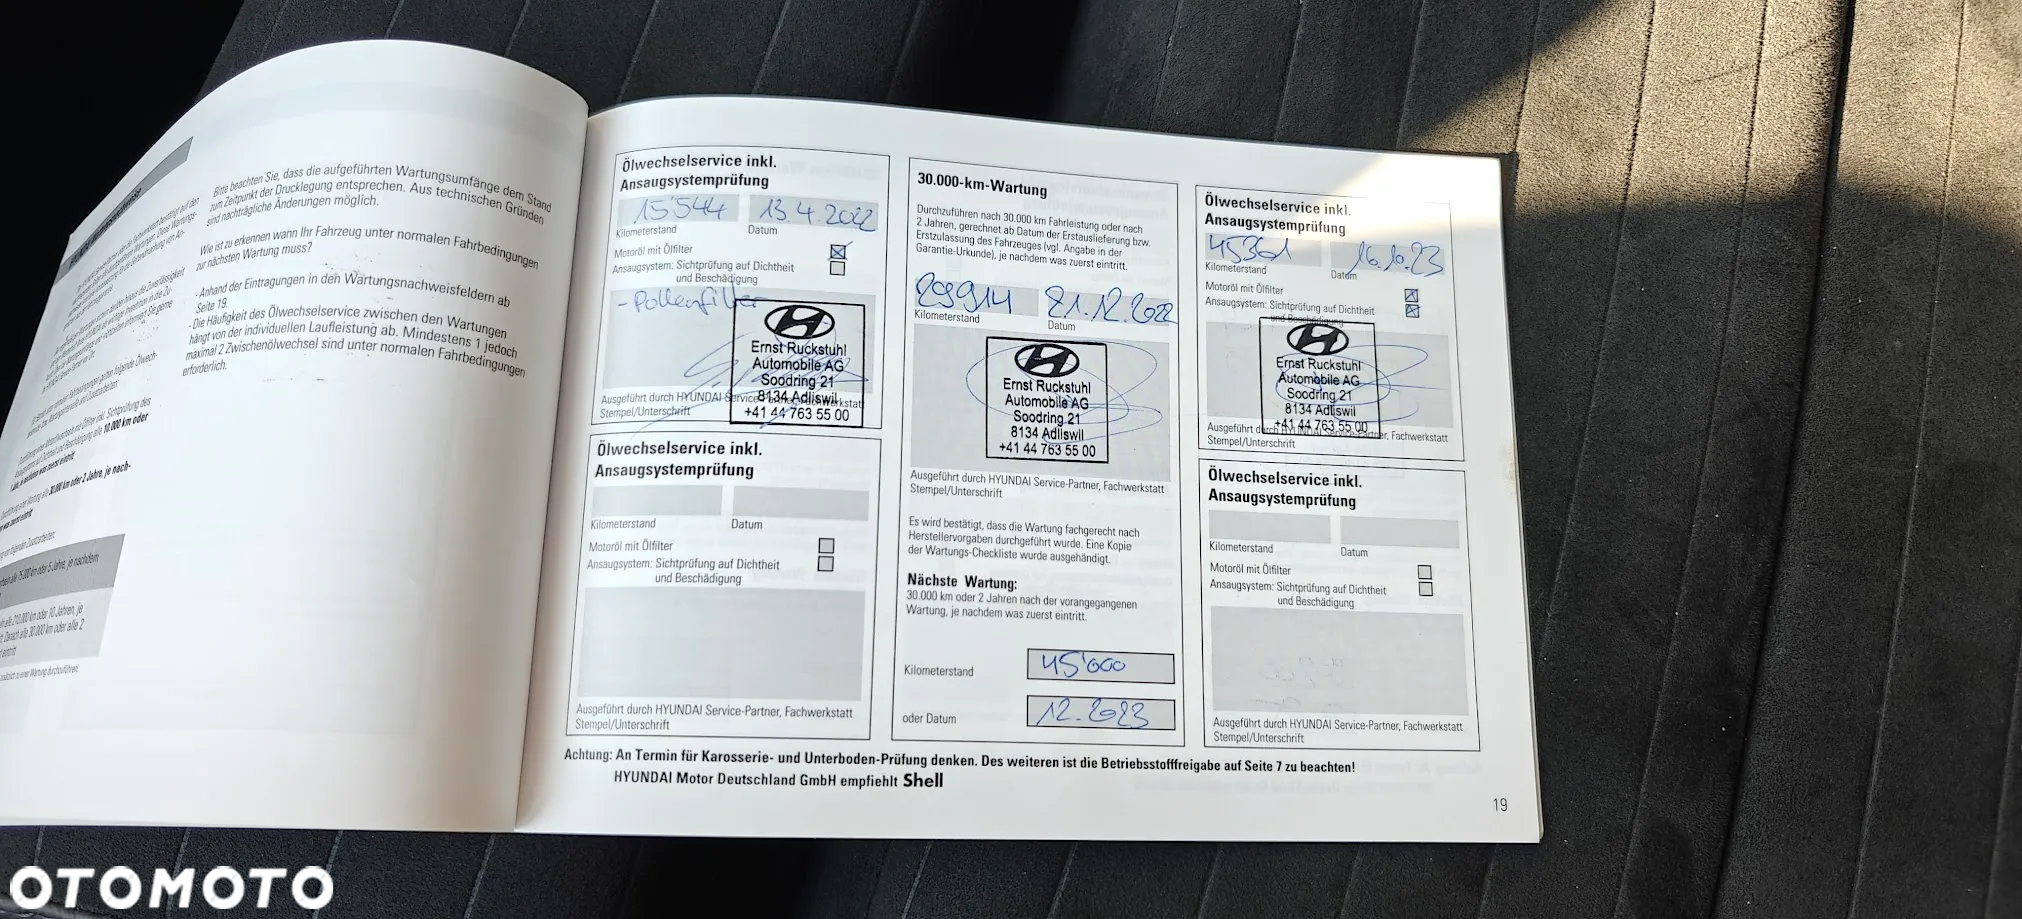 Bitte beachten Sie, dass die aufgeführten Wartungsumfänge dem Stand
zum Zeitpunkt der Drucklegung entsprechen. Aus technischen Gründen
sind nachträgliche Änderungen möglich.
Wie ist zu erkennen wann Ihr Fahrzeug unter normalen Fahrbedingungen
zur nächsten Wartung muss?
- Anhand der Eintragungen in den Wartungsnachweisfeldern ab
Seite 19.
- Die Häufigkeit des Ölwechselservice zwischen den Wartungen
hängt von der individuellen Laufleistung ab. Mindestens 1 jedoch
maximal 2 Zwischenölwechsel sind unter normalen Fahrbedingungen
erforderlich.
Ölwechselservice inkl.
Ansaugsystemprüfung
15'544 13.4.2022
Kilometerstand Datum
Motoröl mit Ölfilter
Ansaugsystem: Sichtprüfung auf Dichtheit
und Beschädigung
- Pollenfilter
Ernst Ruckstuhl
Automobile AG
Soodring 21
8134 Adliswil
+41 44 763 55 00
Ausgeführt durch HYUNDAI Service-
Stempel/Unterschrift
Ölwechselservice inkl.
Ansaugsystemprüfung
Kilometerstand Datum
Motoröl mit Ölfilter
Ansaugsystem: Sichtprüfung auf Dichtheit
und Beschädigung
Ausgeführt durch HYUNDAI Service-Partner, Fachwerkstatt
Stempel/Unterschrift
30.000-km-Wartung
Durchzuführen nach 30.000 km Fahrleistung oder nach
2 Jahren, gerechnet ab Datum der Erstauslieferung bzw.
Erstzulassung des Fahrzeuges (vgl. Angabe in der
Garantie-Urkunde), je nachdem was zuerst eintritt.
29914 21.12.2022
Kilometerstand Datum
Ernst Ruckstuhl
Automobile AG
Soodring 21
8134 Adliswil
+41 44 763 55 00
Ausgeführt durch HYUNDAI Service-Partner, Fachwerkstatt
Stempel/Unterschrift
Es wird bestätigt, dass die Wartung fachgerecht nach
Herstellervorgaben durchgeführt wurde. Eine Kopie
der Wartungs-Checkliste wurde ausgehändigt.
Nächste Wartung:
30.000 km oder 2 Jahren nach der vorangegangenen
Wartung, je nachdem was zuerst eintritt.
Kilometerstand 45'000
oder Datum 12.2023
Ölwechselservice inkl.
Ansaugsystemprüfung
16.10.23
Kilometerstand Datum
Motoröl mit Ölfilter
Ansaugsystem: Sichtprüfung auf Dichtheit
und Beschädigung
Ernst Ruckstuhl
Automobile AG
Soodring 21
8134 Adliswil
+41 44 763 55 00
Ausgeführt durch HYUNDAI Service-Partner, Fachwerkstatt
Stempel/Unterschrift
Ölwechselservice inkl.
Ansaugsystemprüfung
Kilometerstand Datum
Motoröl mit Ölfilter
Ansaugsystem: Sichtprüfung auf Dichtheit
und Beschädigung
Ausgeführt durch HYUNDAI Service-Partner, Fachwerkstatt
Stempel/Unterschrift
Achtung: An Termin für Karosserie- und Unterboden-Prüfung denken. Des weiteren ist die Betriebsstofffreigabe auf Seite 7 zu beachten!
HYUNDAI Motor Deutschland GmbH empfiehlt Shell
19
OTOMOTO